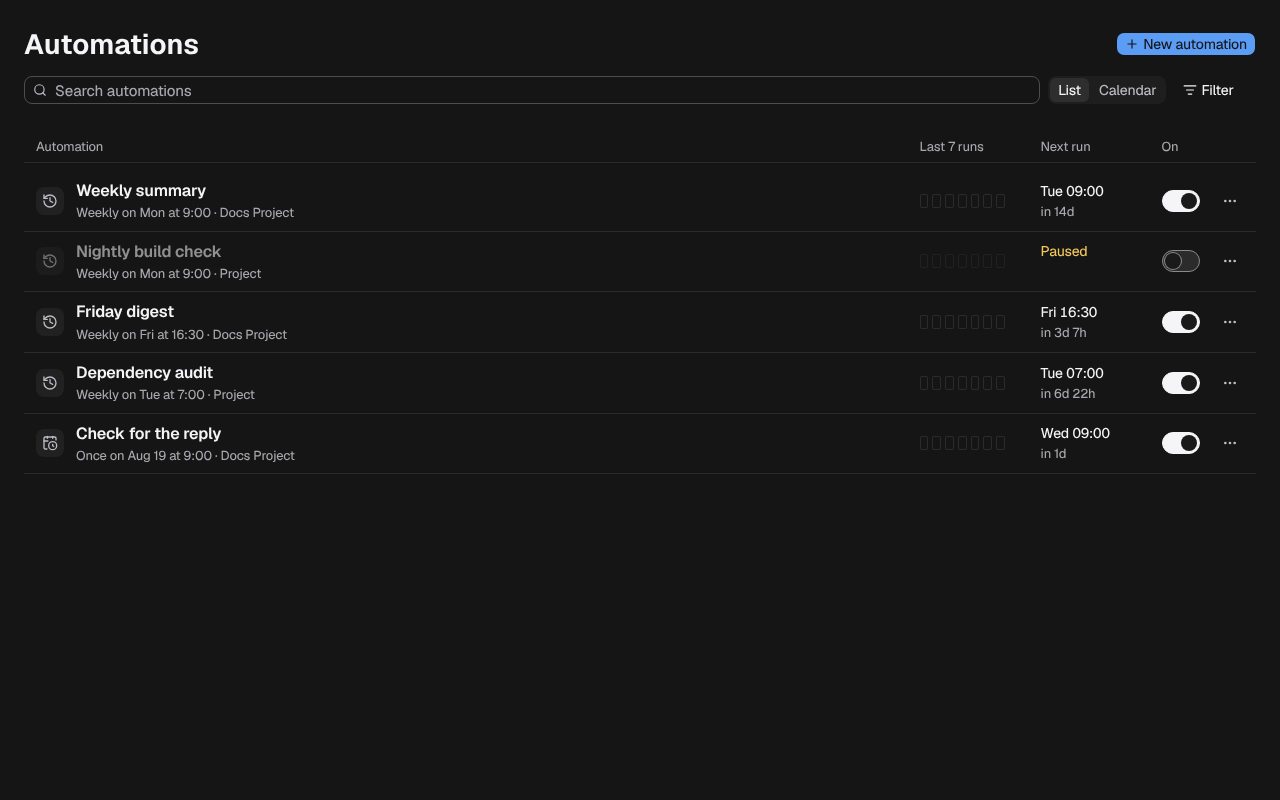 Automations
New automation
Search automations
List
Calendar
Filter
Automation
Last 7 runs
Next run
On
Weekly summary
Weekly on Mon at 9:00 · Docs Project
Tue 09:00
in 14d
Nightly build check
Weekly on Mon at 9:00 · Project
Paused
Friday digest
Weekly on Fri at 16:30 · Docs Project
Fri 16:30
in 3d 7h
Dependency audit
Weekly on Tue at 7:00 · Project
Tue 07:00
in 6d 22h
Check for the reply
Once on Aug 19 at 9:00 · Docs Project
Wed 09:00
in 1d